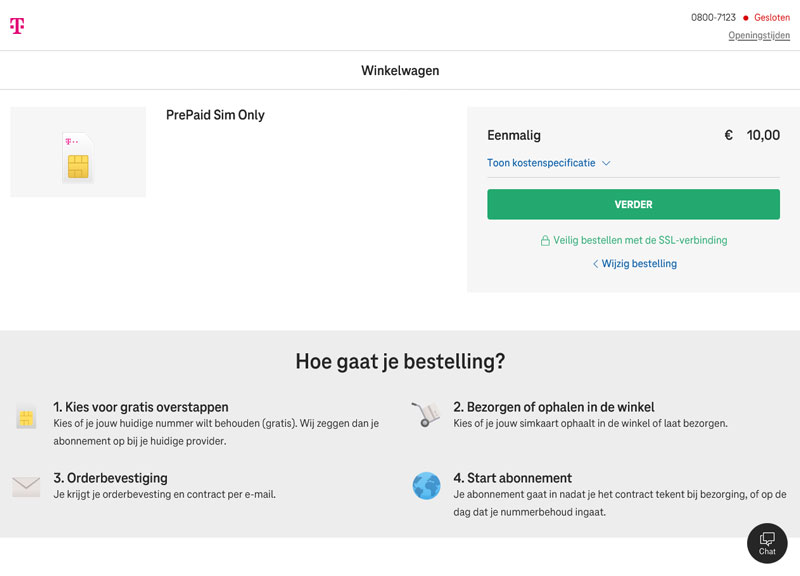 T
0800-7123 ● Gesloten
Openingstijden
Winkelwagen
T
PrePaid Sim Only
Eenmalig € 10,00
Toon kostenspecificatie
VERDER
Veilig bestellen met de SSL-verbinding
Wijzig bestelling
Hoe gaat je bestelling?
1. Kies voor gratis overstappen
Kies of je jouw huidige nummer wilt behouden (gratis). Wij zeggen dan je
abonnement op bij je huidige provider.
2. Bezorgen of ophalen in de winkel
Kies of je jouw simkaart ophaalt in de winkel of laat bezorgen.
3. Orderbevestiging
Je krijgt je orderbevesting en contract per e-mail.
4. Start abonnement
Je abonnement gaat in nadat je het contract tekent bij bezorging, of op de
dag dat je nummerbehoud ingaat.
Chat